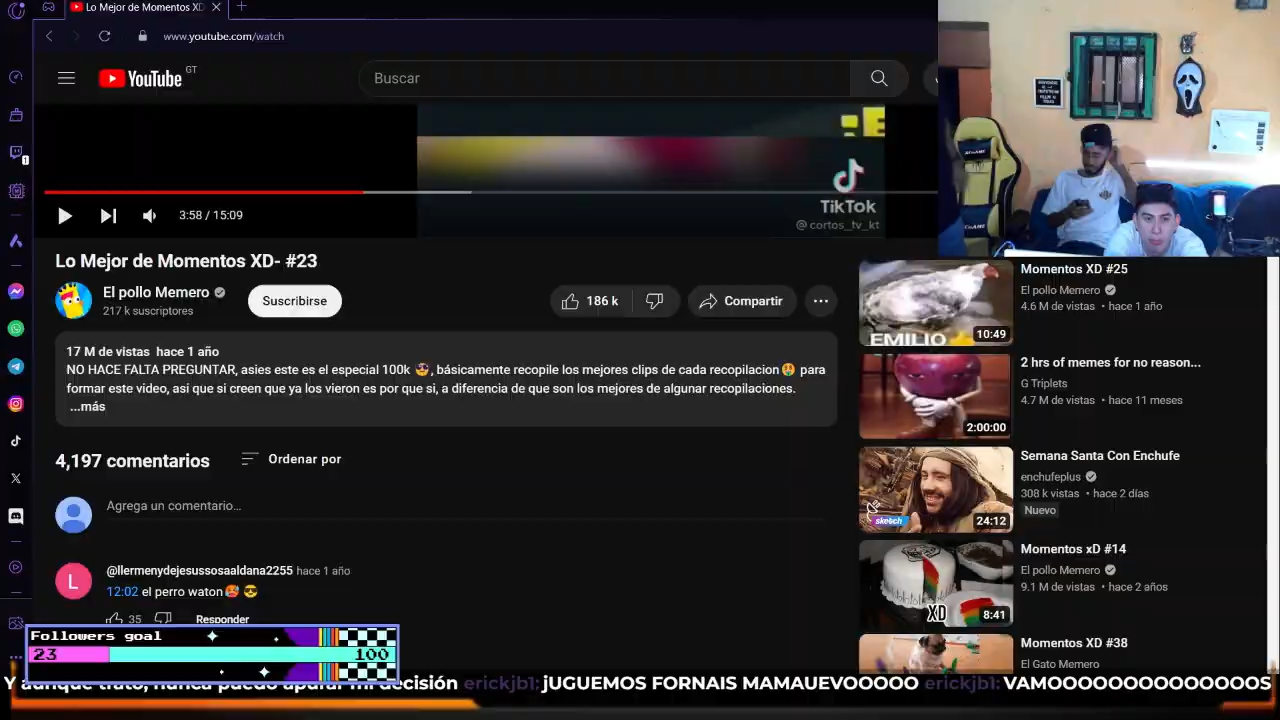 Lo Mejor de Momentos XD
www.youtube.com/watch
YouTube GT
Buscar
TikTok
@cortos_tv_kt
3:58 / 15:09
Lo Mejor de Momentos XD- #23
El pollo Memero
217 k suscriptores
Suscribirse
186 k
Compartir
17 M de vistas hace 1 año
NO HACE FALTA PREGUNTAR, asies este es el especial 100k 😎, básicamente recopile los mejores clips de cada recopilacion🤑 para
formar este video, asi que si creen que ya los vieron es por que si, a diferencia de que son los mejores de algunar recopilaciones.
...más
4,197 comentarios
Ordenar por
Agrega un comentario...
L
@llermenydejesussosaaldana2255 hace 1 año
12:02 el perro waton🥵😎
35
Responder
EMILIO
10:49
Momentos XD #25
El pollo Memero
4.6 M de vistas • hace 1 año
2:00:00
2 hrs of memes for no reason...
G Triplets
4.7 M de vistas • hace 11 meses
sketch
24:12
Semana Santa Con Enchufe
enchufeplus
308 k vistas • hace 2 días
Nuevo
XD
8:41
Momentos xD #14
El pollo Memero
9.1 M de vistas • hace 2 años
Momentos XD #38
El Gato Memero
Followers goal
23
100
Y aunque trato, nunca decisión erickjb1: jUGUEMOS FORNAIS MAMAUEVOOOOO erickjb1: VAMOOOOOOOOOOOOOOS